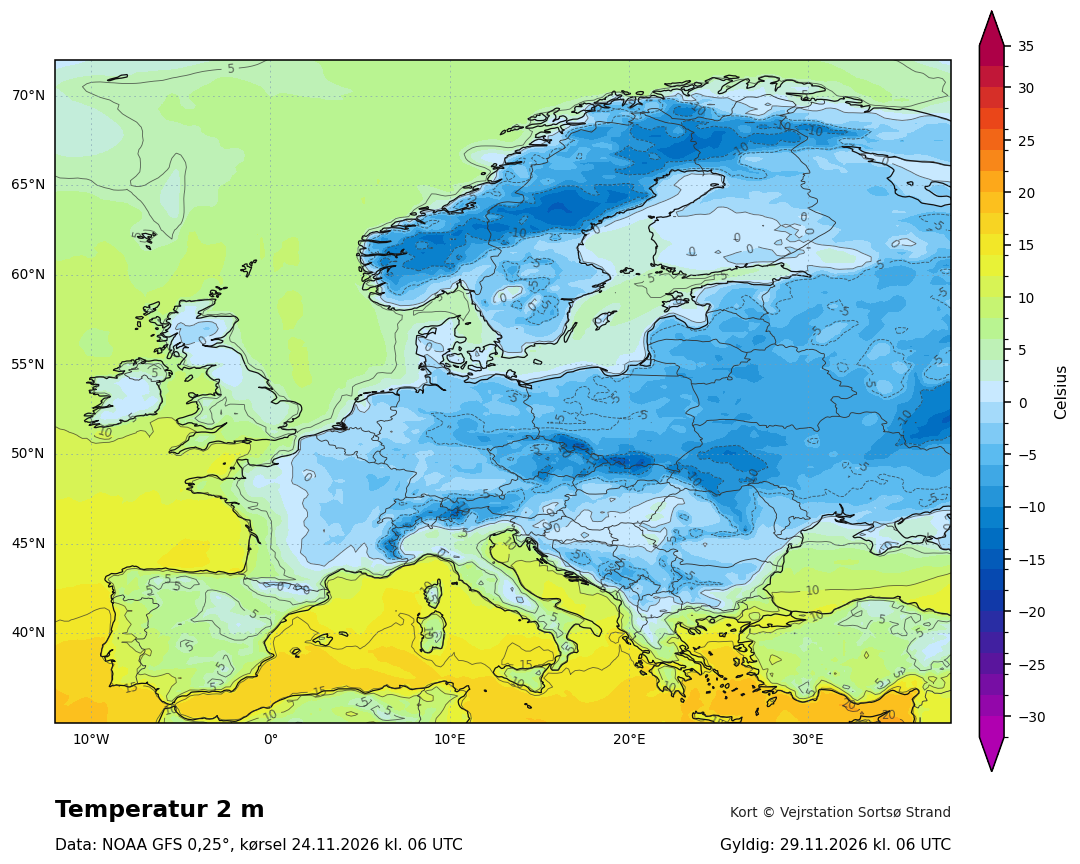 35
30
25
20
15
10
5
0
−5
−10
−15
−20
−25
−30
Celsius
70°N
65°N
60°N
55°N
50°N
45°N
40°N
10°W 0° 10°E 20°E 30°E
Temperatur 2 m
Kort © Vejrstation Sortsø Strand
Data: NOAA GFS 0,25°, kørsel 24.11.2026 kl. 06 UTC
Gyldig: 29.11.2026 kl. 06 UTC